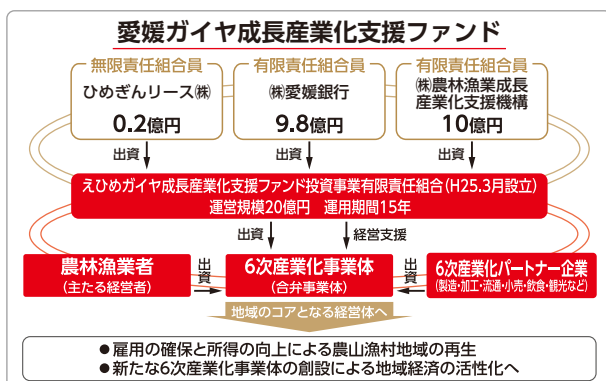 愛媛ガイヤ成長産業化支援ファンド
無限責任組合員
ひめぎんリース㈱
0.2億円
有限責任組合員
㈱愛媛銀行
9.8億円
有限責任組合員
㈱農林漁業成長
産業化支援機構
10億円
出資
出資
出資
えひめガイヤ成長産業化支援ファンド投資事業有限責任組合(H25.3月設立)
運営規模20億円 運用期間15年
出資
経営支援
農林漁業者
(主たる経営者)
出資
6次産業化事業体
(合弁事業体)
出資
6次産業化パートナー企業
(製造・加工・流通・小売・飲食・観光など)
地域のコアとなる経営体へ
●雇用の確保と所得の向上による農山漁村地域の再生
●新たな6次産業化事業体の創設による地域経済の活性化へ